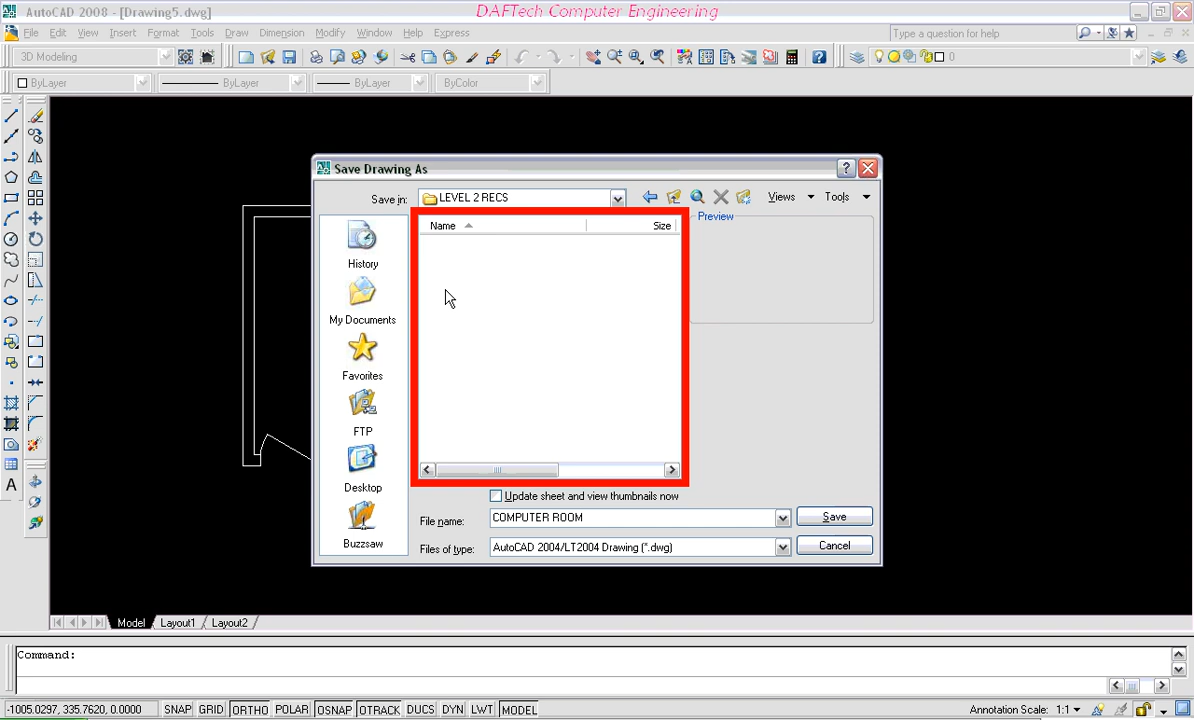 AutoCAD 2008 - [Drawing5.dwg]
DAFTech Computer Engineering
File Edit View Insert Format Tools Draw Dimension Modify Window Help Express
Type a question for help
3D Modeling
0
ByLayer ByLayer ByLayer ByColor
Save Drawing As
Save in: LEVEL 2 RECS Views Tools
Name Size
Preview
History
My Documents
Favorites
FTP
Desktop
Buzzsaw
Update sheet and view thumbnails now
File name: COMPUTER ROOM Save
Files of type: AutoCAD 2004/LT2004 Drawing (*.dwg) Cancel
A
Model Layout1 Layout2
Command:
-1005.0297, 335.7620, 0.0000 SNAP GRID ORTHO POLAR OSNAP OTRACK DUCS DYN LWT MODEL Annotation Scale: 1:1